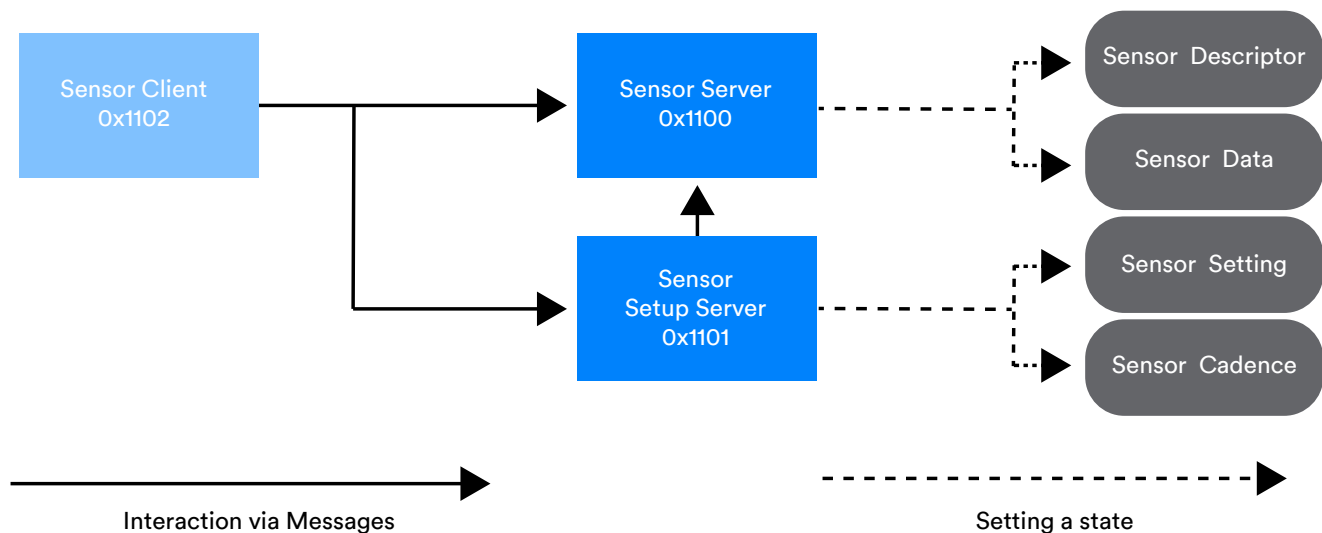 Sensor Client
0x1102
Sensor Server
0x1100
Sensor
Setup Server
0x1101
Sensor Descriptor
Sensor Data
Sensor Setting
Sensor Cadence
Interaction via Messages
Setting a state